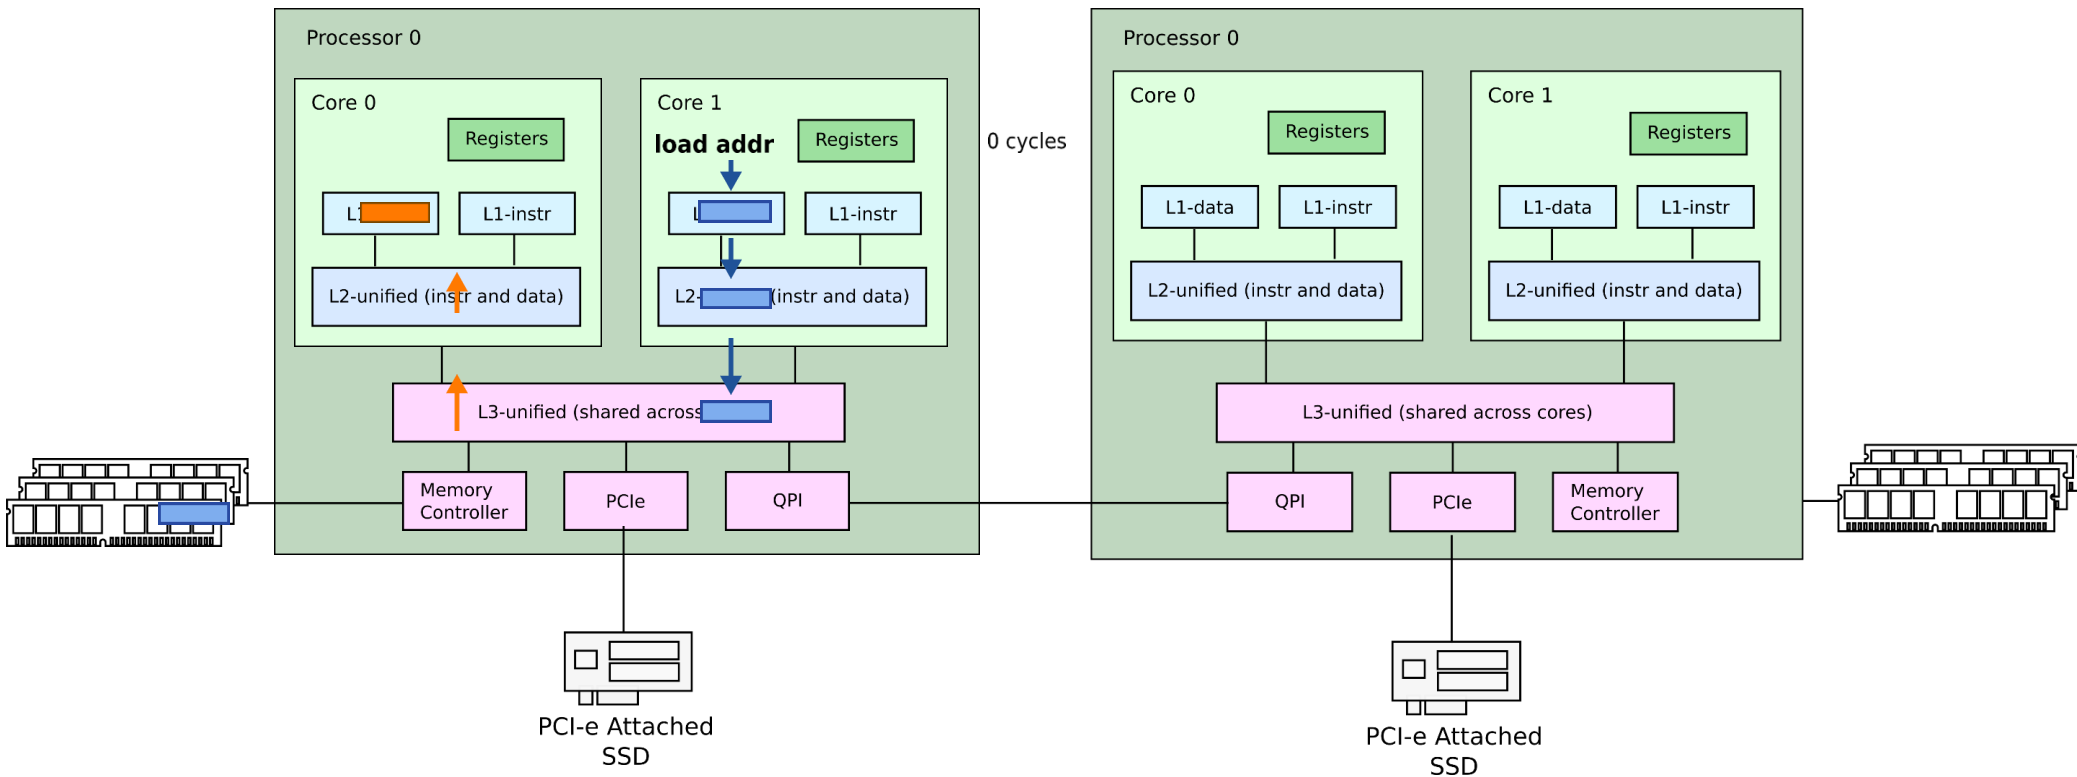 Processor 0
Core 0
Registers
L1
L1-instr
L2-unified (instr and data)
Core 1
load addr
Registers
L
L1-instr
L2- (instr and data)
L3-unified (shared across
Memory
Controller
PCIe
QPI
PCI-e Attached
SSD
0 cycles
Processor 0
Core 0
Registers
L1-data
L1-instr
L2-unified (instr and data)
Core 1
Registers
L1-data
L1-instr
L2-unified (instr and data)
L3-unified (shared across cores)
QPI
PCIe
Memory
Controller
PCI-e Attached
SSD